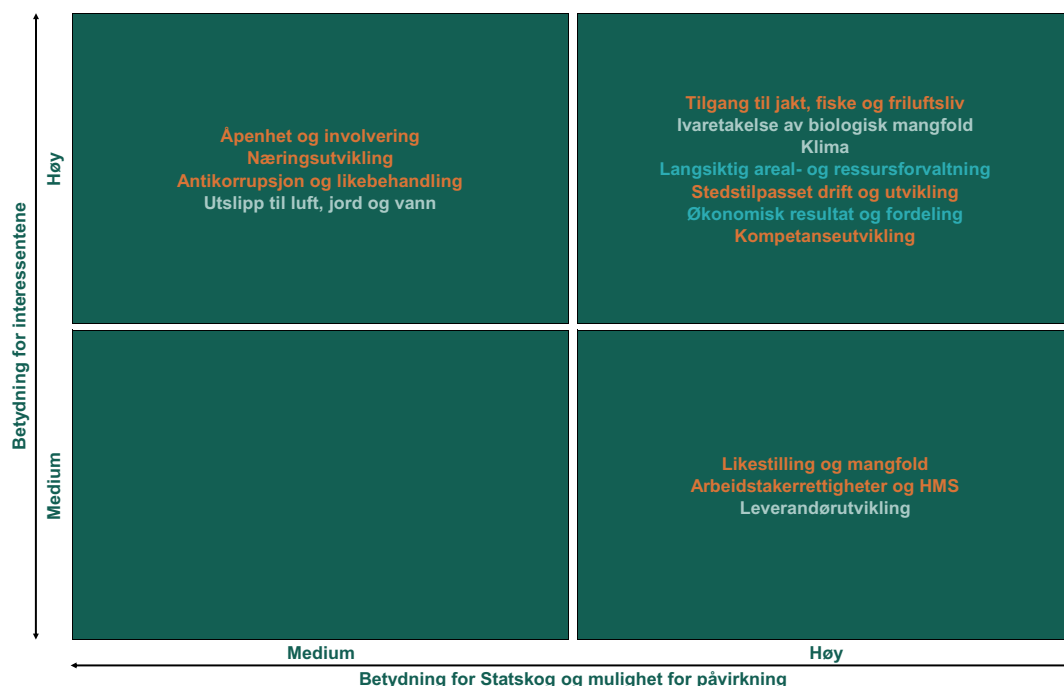 Betydning for interessentene
Høy
Åpenhet og involvering
Næringsutvikling
Antikorrupsjon og likebehandling
Utslipp til luft, jord og vann
Tilgang til jakt, fiske og friluftsliv
Ivaretakelse av biologisk mangfold
Klima
Langsiktig areal- og ressursforvaltning
Stedstilpasset drift og utvikling
Økonomisk resultat og fordeling
Kompetanseutvikling
Medium
Likestilling og mangfold
Arbeidstakerrettigheter og HMS
Leverandørutvikling
Medium
Høy
Betydning for Statskog og mulighet for påvirkning